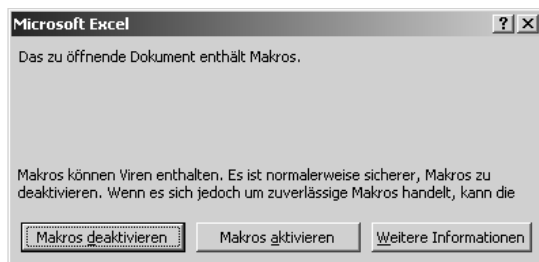 Microsoft Excel
Das zu öffnende Dokument enthält Makros.
Makros können Viren enthalten. Es ist normalerweise sicherer, Makros zu
deaktivieren. Wenn es sich jedoch um zuverlässige Makros handelt, kann die
Makros deaktivieren Makros aktivieren Weitere Informationen